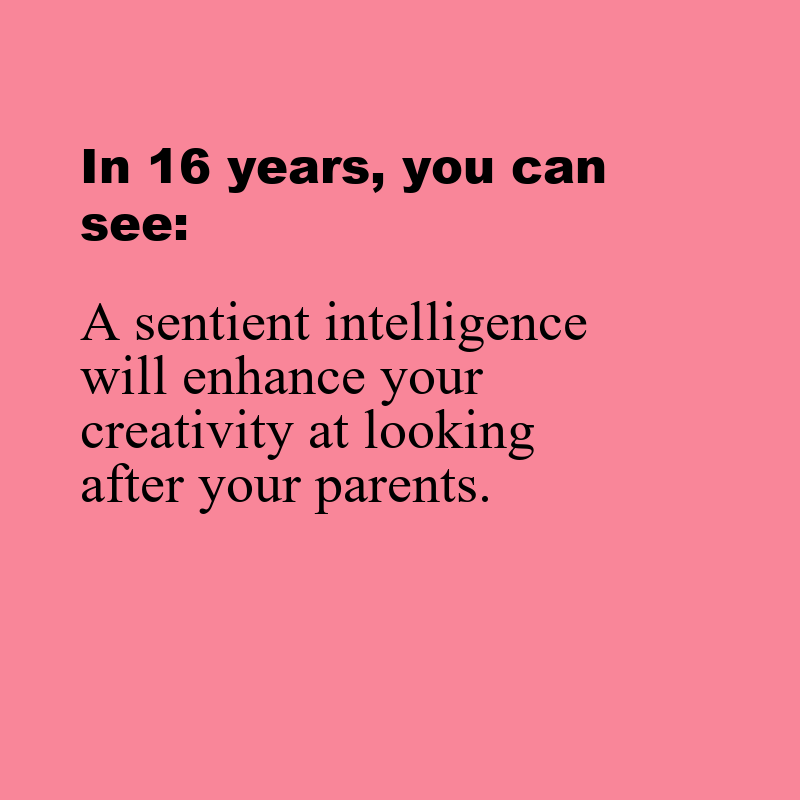 In 16 years, you can
see:
A sentient intelligence
will enhance your
creativity at looking
after your parents.